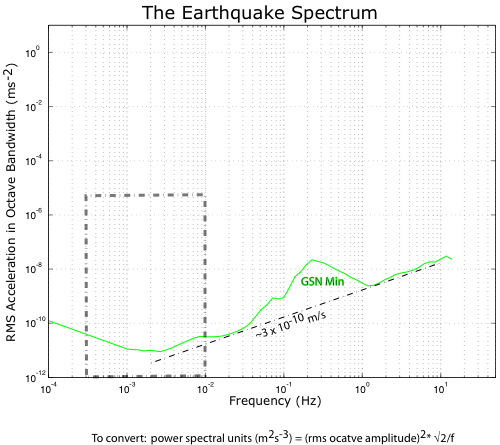 The Earthquake Spectrum
RMS Acceleration in Octave Bandwidth (ms-2)
10^0
10^-2
10^-4
10^-6
10^-8
10^-10
10^-12
GSN Min
~3 x 10-10 m/s
10^-4
10^-3
10^-2
10^-1
10^0
10^1
Frequency (Hz)
To convert: power spectral units (m2s-3) = (rms ocatve amplitude)2* √2/f